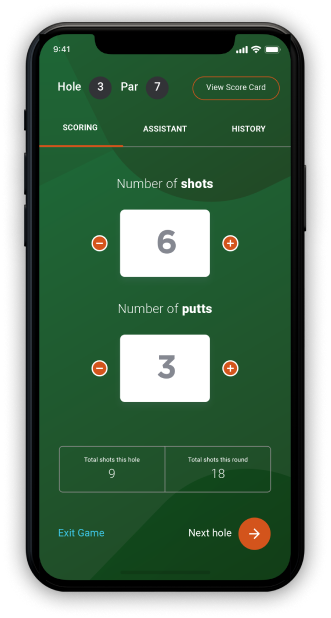 9:41
Hole 3 Par 7 View Score Card
SCORING ASSISTANT HISTORY
Number of shots
6
Number of putts
3
Total shots this hole Total shots this round
9 18
Exit Game Next hole